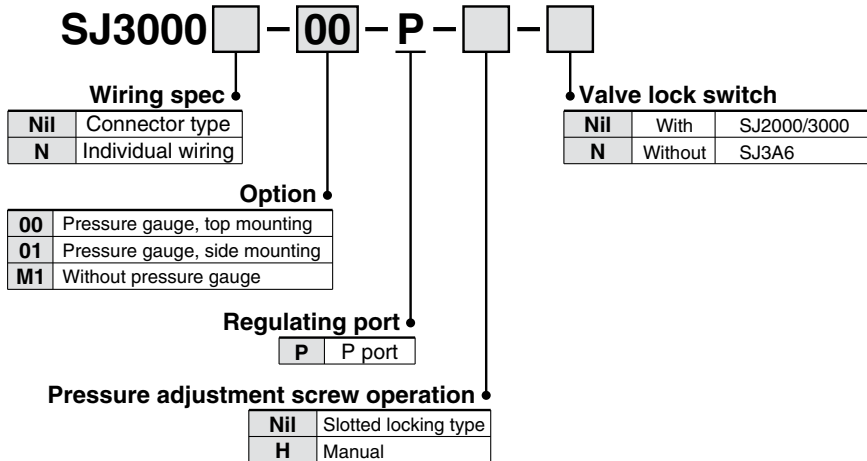 SJ3000 - 00 - P - -
Wiring spec
Nil Connector type
N Individual wiring
Valve lock switch
Nil With SJ2000/3000
N Without SJ3A6
Option
00 Pressure gauge, top mounting
01 Pressure gauge, side mounting
M1 Without pressure gauge
Regulating port
P P port
Pressure adjustment screw operation
Nil Slotted locking type
H Manual